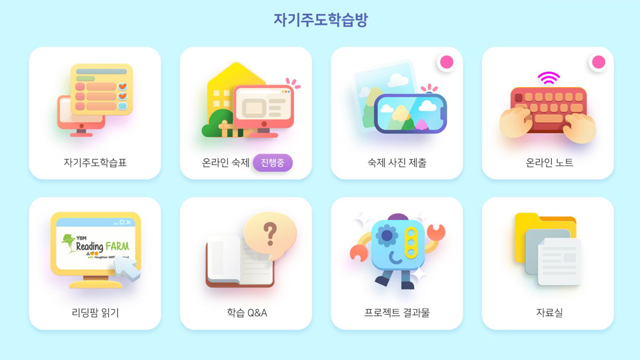 자기주도학습방
자기주도학습표
온라인 숙제 진행중
숙제 사진 제출
온라인 노트
YBM
Reading FARM
리딩팜 읽기
?
학습 Q&A
프로젝트 결과물
자료실